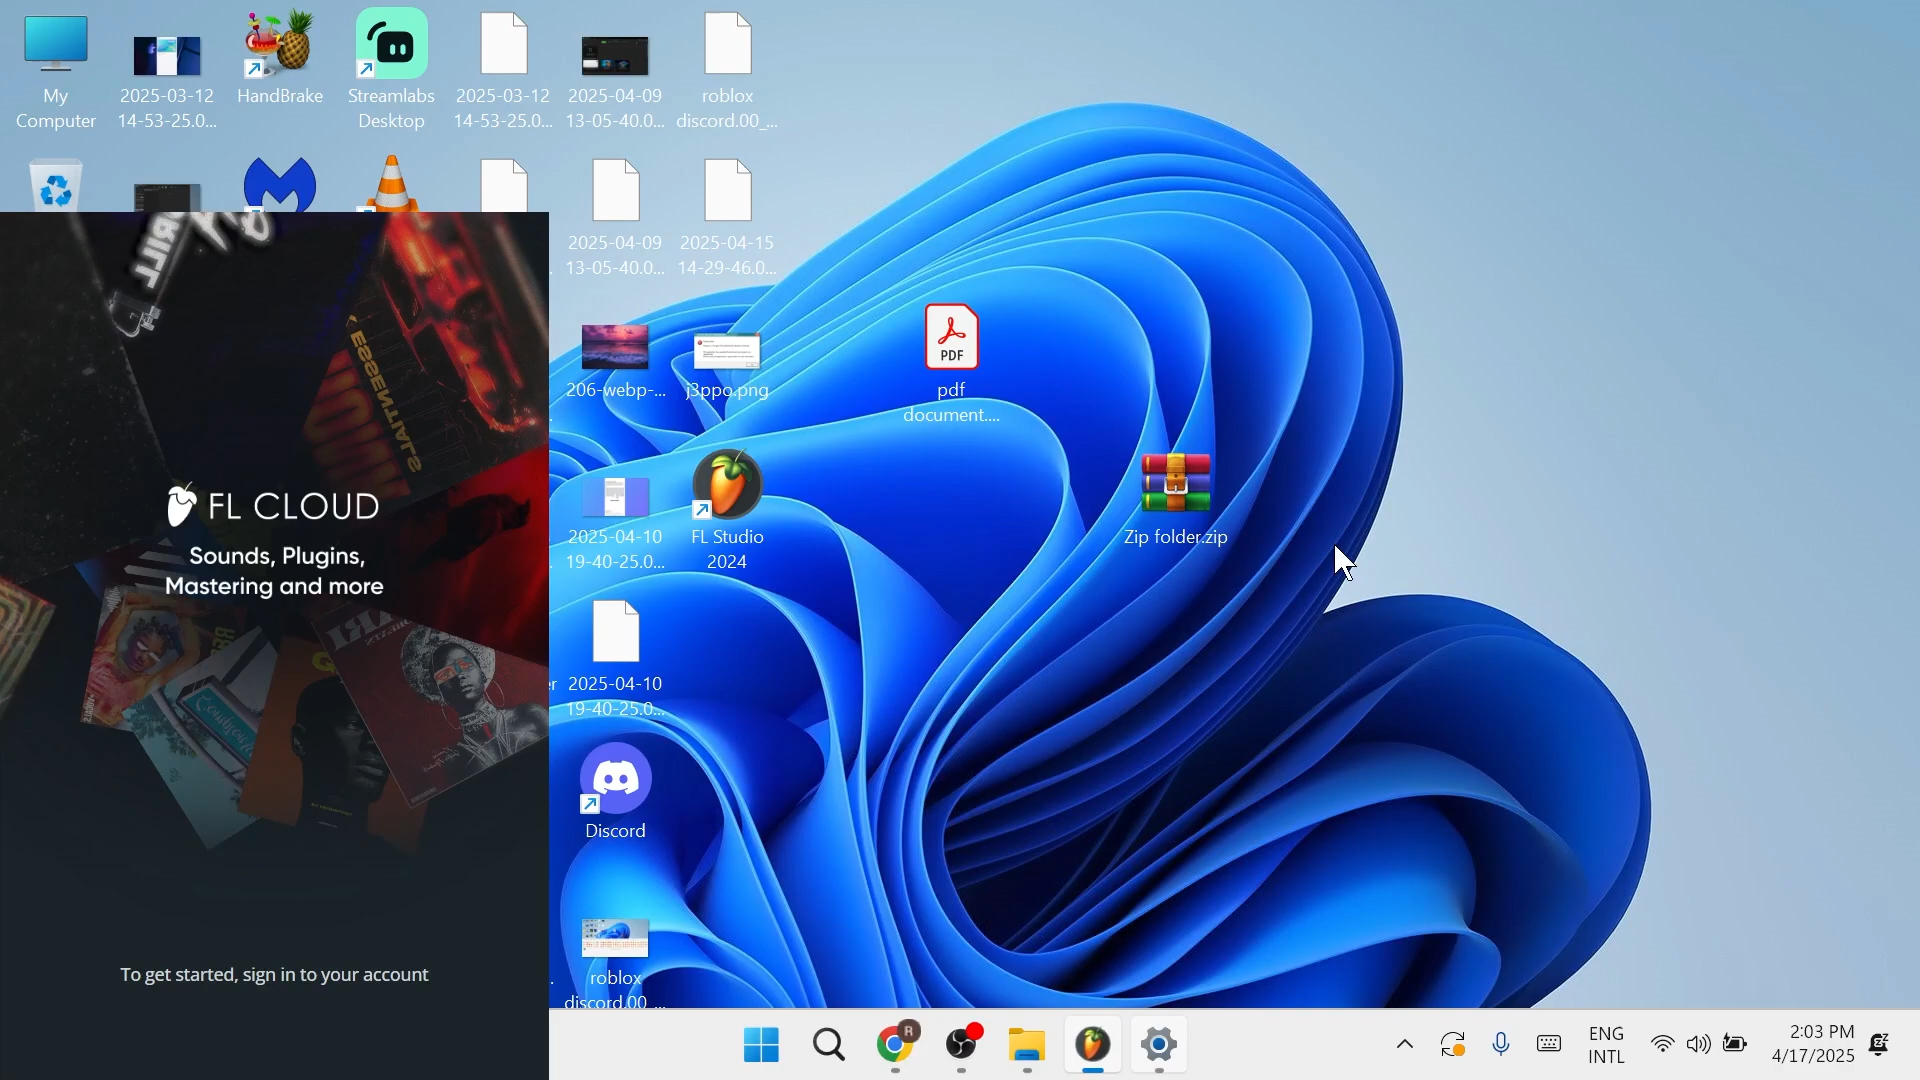 My
Computer
2025-03-12
14-53-25.0...
HandBrake
Streamlabs
Desktop
2025-03-12
14-53-25.0...
2025-04-09
13-05-40.0...
roblox
discord.00_...
2025-04-09
13-05-40.0...
2025-04-15
14-29-46.0...
206-webp-...
j3ppo.png
PDF
pdf
document....
2025-04-10
19-40-25.0...
FL Studio
2024
Zip folder.zip
2025-04-10
19-40-25.0...
Discord
roblox
discord.00_...
ESSENTIALS
FL CLOUD
Sounds, Plugins,
Mastering and more
To get started, sign in to your account
R
ENG
INTL
2:03 PM
4/17/2025